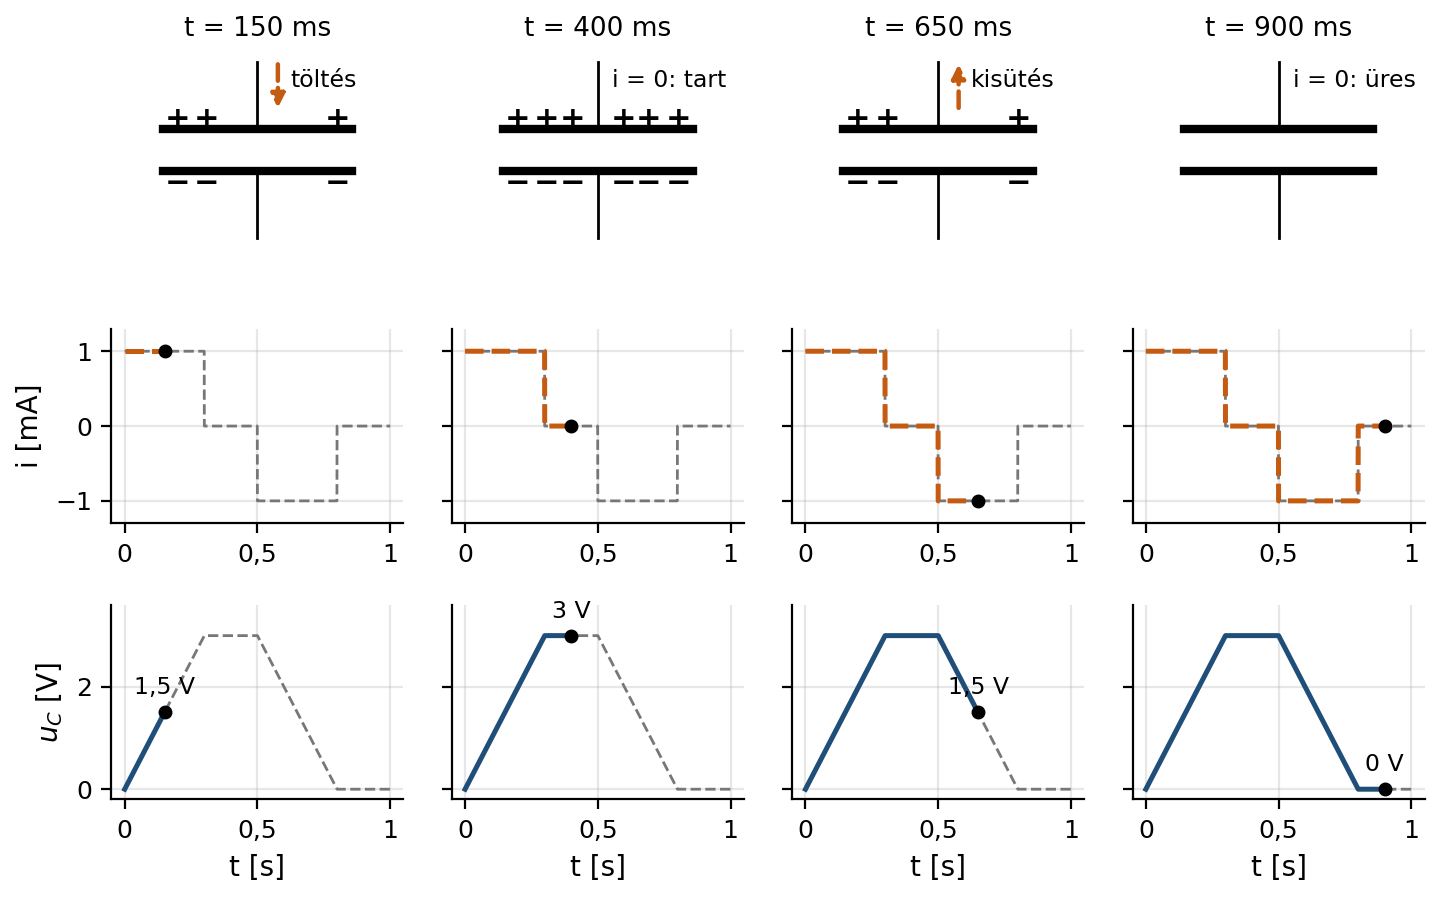 t = 150 ms
t = 400 ms
t = 650 ms
t = 900 ms
töltés
i = 0: tart
kisütés
i = 0: üres
+ + +
+ + + + + +
+ + +
− − −
− − − − − −
− − −
i [mA]
1
0
−1
0 0,5 1
0 0,5 1
0 0,5 1
0 0,5 1
u_C [V]
2
0
1,5 V
3 V
1,5 V
0 V
0 0,5 1
0 0,5 1
0 0,5 1
0 0,5 1
t [s]
t [s]
t [s]
t [s]